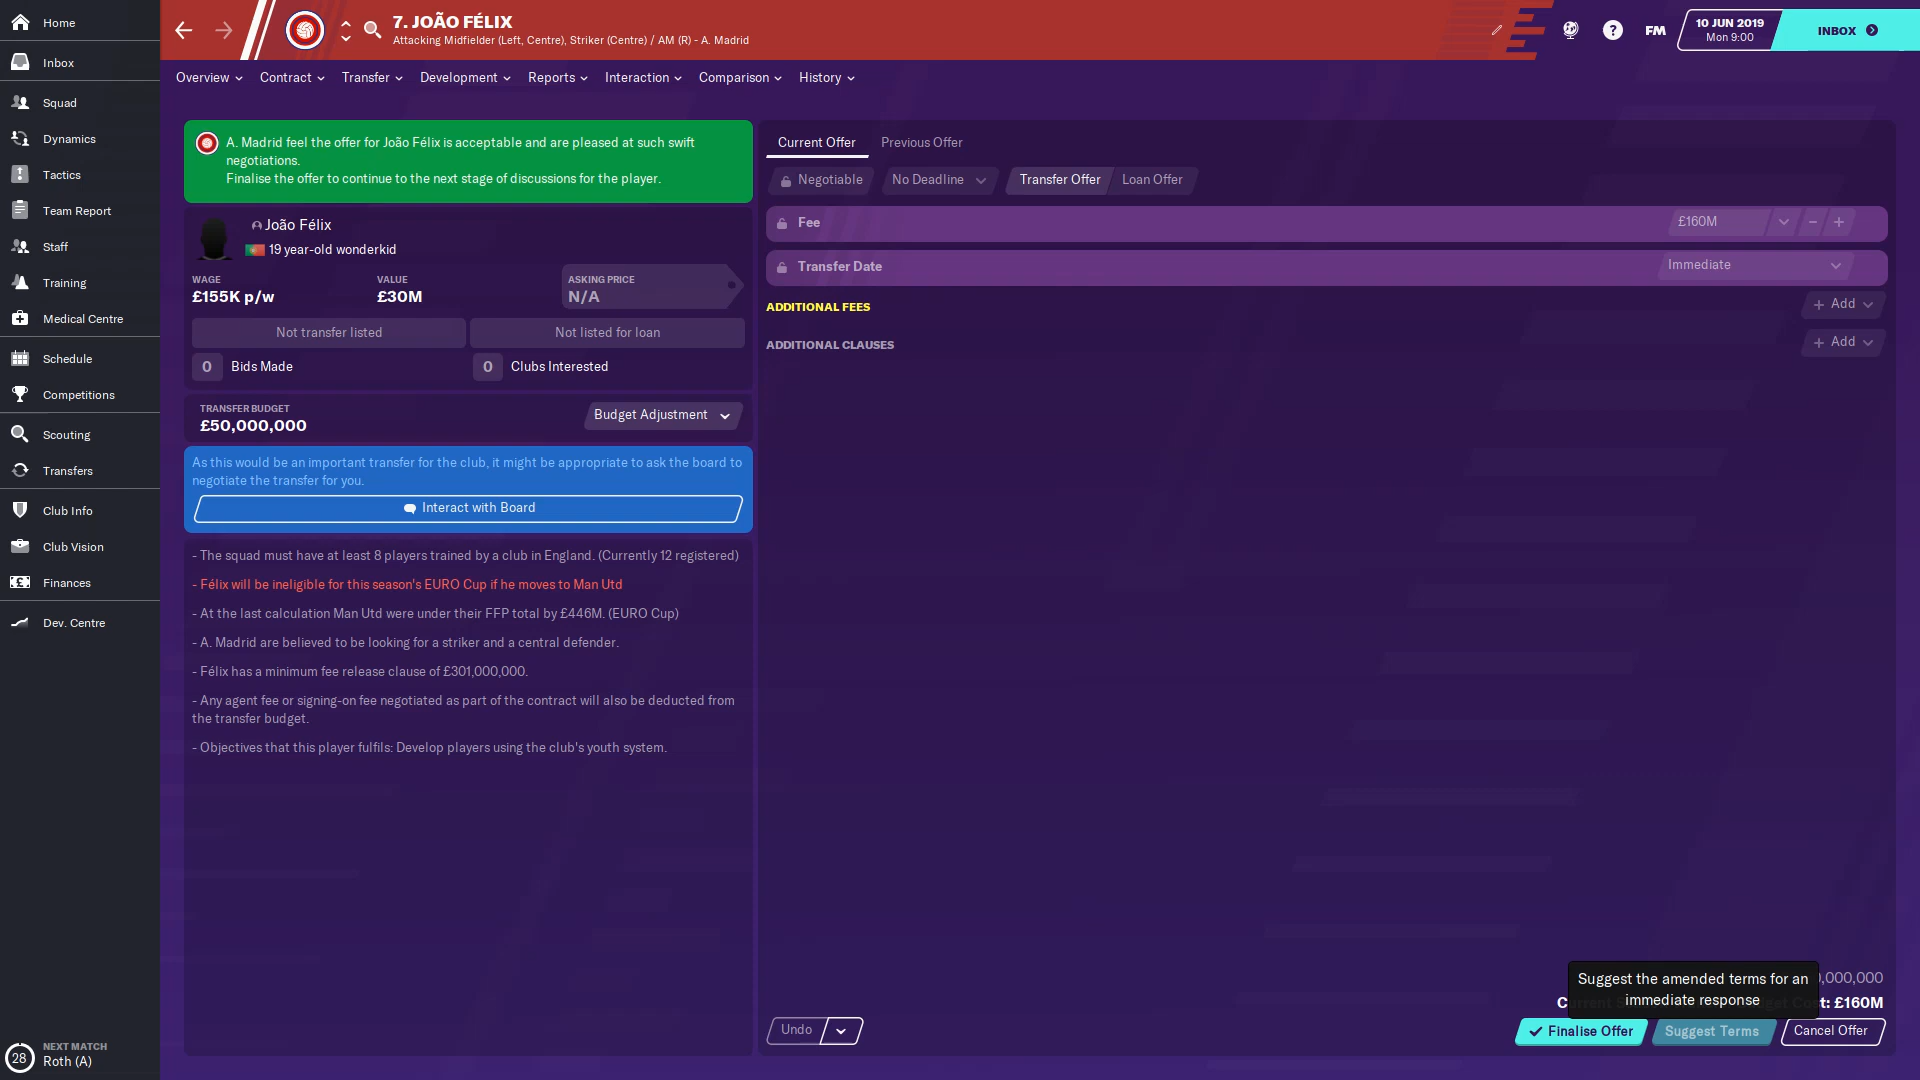 Home
Inbox
Squad
Dynamics
Tactics
Team Report
Staff
Training
Medical Centre
Schedule
Competitions
Scouting
Transfers
Club Info
Club Vision
Finances
Dev. Centre
28
NEXT MATCH
Roth (A)
7. JOÃO FÉLIX
Attacking Midfielder (Left, Centre), Striker (Centre) / AM (R) - A. Madrid
?
FM
10 JUN 2019
Mon 9:00
INBOX
Overview Contract Transfer Development Reports Interaction Comparison History
A. Madrid feel the offer for João Félix is acceptable and are pleased at such swift
negotiations.
Finalise the offer to continue to the next stage of discussions for the player.
João Félix
19 year-old wonderkid
WAGE VALUE ASKING PRICE
£155K p/w £30M N/A
Not transfer listed Not listed for loan
0 Bids Made 0 Clubs Interested
TRANSFER BUDGET
£50,000,000
Budget Adjustment
As this would be an important transfer for the club, it might be appropriate to ask the board to
negotiate the transfer for you.
Interact with Board
- The squad must have at least 8 players trained by a club in England. (Currently 12 registered)
- Félix will be ineligible for this season's EURO Cup if he moves to Man Utd
- At the last calculation Man Utd were under their FFP total by £446M. (EURO Cup)
- A. Madrid are believed to be looking for a striker and a central defender.
- Félix has a minimum fee release clause of £301,000,000.
- Any agent fee or signing-on fee negotiated as part of the contract will also be deducted from
the transfer budget.
- Objectives that this player fulfils: Develop players using the club's youth system.
Current Offer Previous Offer
Negotiable No Deadline Transfer Offer Loan Offer
Fee £160M - +
Transfer Date Immediate
ADDITIONAL FEES + Add
ADDITIONAL CLAUSES + Add
Suggest the amended terms for an
immediate response
,000,000
: £160M
Undo
Finalise Offer Suggest Terms Cancel Offer